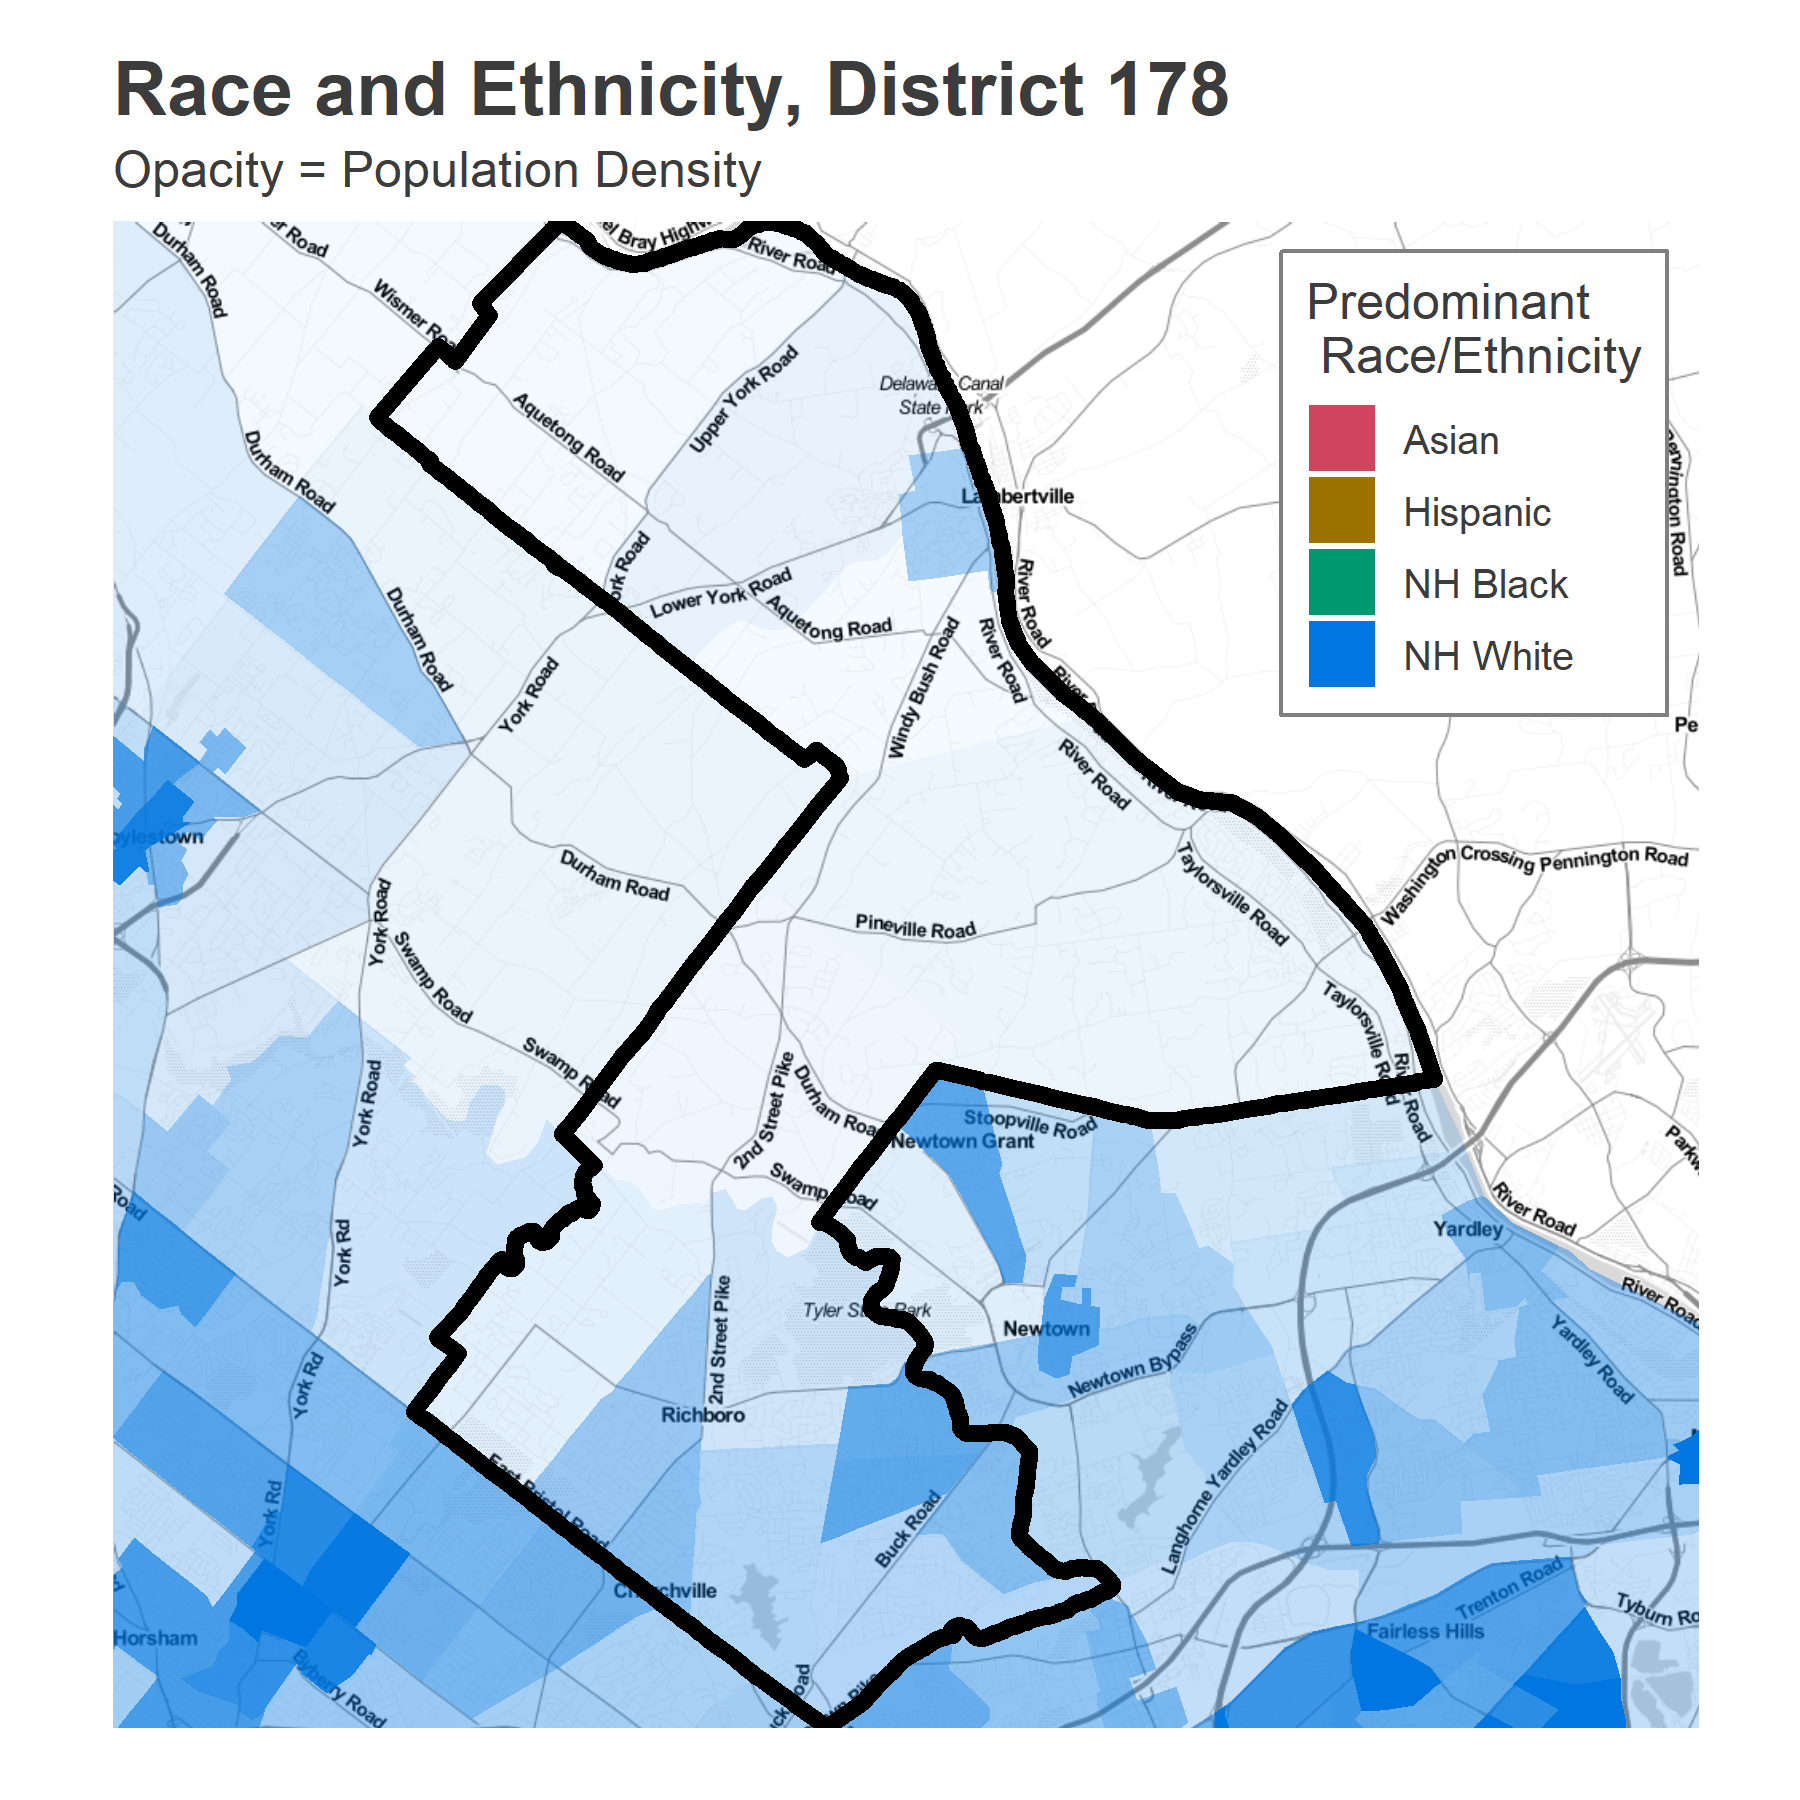 Race and Ethnicity, District 178
Opacity = Population Density
Predominant
Race/Ethnicity
Asian
Hispanic
NH Black
NH White
Durham Road
Road
Wismer Road
River Road
Upper York Road
Aquetong Road
Delaware Canal
State Park
Durham Road
Lambertville
Pennington Road
York Road
Lower York Road
Aquetong Road
River Road
Durham Road
Windy Bush Road
River Road
River Road
York Road
River Road
River Road
Doylestown
Durham Road
Washington Crossing Pennington Road
Taylorsville Road
York Road
Pineville Road
Swamp Road
Taylorsville Road
Swamp Road
York Road
2nd Street Pike
Durham Road
Stoopville Road
River Road
River Road
Newtown Grant
Swamp Road
Road
York Rd
Yardley
River Road
River Road
Tyler State Park
Newtown
2nd Street Pike
Newtown Bypass
Yardley Road
York Rd
Richboro
Langhorne Yardley Road
East Bristol Road
York Rd
Buck Road
Churchville
Trenton Road
Tyburn Ro
Fairless Hills
Horsham
Byberry Road